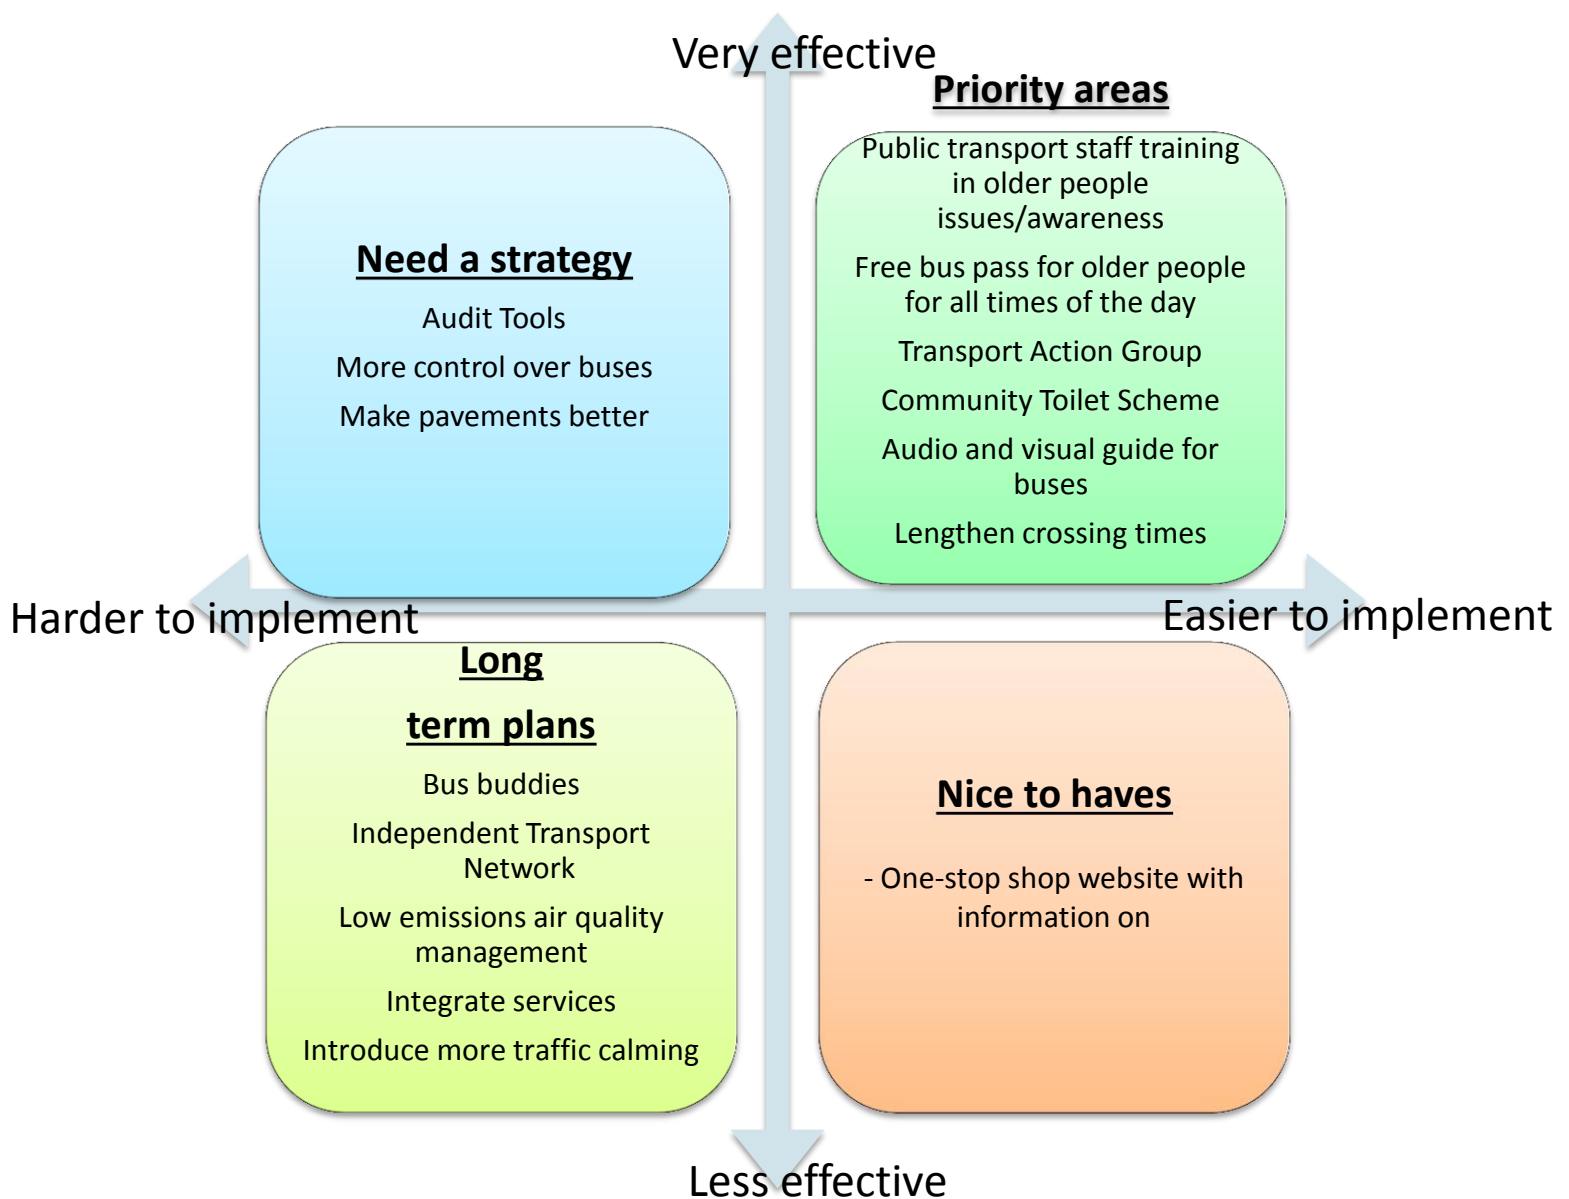 Very effective
Priority areas
Need a strategy
Audit Tools
More control over buses
Make pavements better
Public transport staff training
in older people
issues/awareness
Free bus pass for older people
for all times of the day
Transport Action Group
Community Toilet Scheme
Audio and visual guide for
buses
Lengthen crossing times
Harder to implement
Easier to implement
Long
term plans
Bus buddies
Independent Transport
Network
Low emissions air quality
management
Integrate services
Introduce more traffic calming
Nice to haves
- One-stop shop website with
information on
Less effective